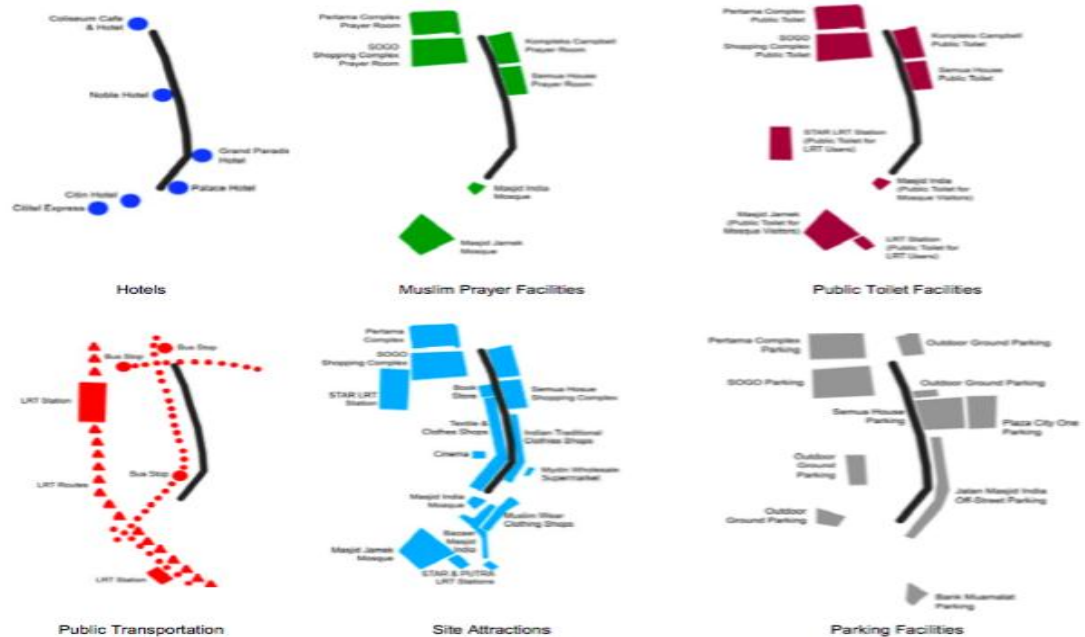 Coliseum Cafe
& Hotel
Noble Hotel
Grand Parade
Hotel
Palace Hotel
Citin Hotel
Cititel Express
Hotels
Pertama Complex
Prayer Room
SOGO
Shopping Complex
Prayer Room
Kompleks Campbell
Prayer Room
Semua House
Prayer Room
Masjid India
Mosque
Masjid Jamek
Mosque
Muslim Prayer Facilities
Pertama Complex
Public Toilet
SOGO
Shopping Complex
Public Toilet
Kompleks Campbell
Public Toilet
Semua House
Public Toilet
STAR LRT Station
(Public Toilet for
LRT Users)
Masjid India
(Public Toilet for
Mosque Visitors)
Masjid Jamek
(Public Toilet for
Mosque Visitors)
LRT Station
(Public Toilet for
LRT Users)
Public Toilet Facilities
Bus Stop
Bus Stop
LRT Station
Bus Stop
LRT Routes
LRT Station
Public Transportation
Pertama
Complex
SOGO
Shopping Complex
STAR LRT
Station
Book
Store
Semua Hosue
Shopping Complex
Textile &
Clothes Shops
Indian Traditional
Clothes Shops
Cinema
Mydin Wholesale
Supermarket
Masjid India
Mosque
Muslim Wear
Clothing Shops
Bazaar
Masjid
India
Masjid Jamek
Mosque
STAR & PUTRA
LRT Stations
Site Attractions
Pertama Complex
Parking
Outdoor Ground Parking
SOGO Parking
Outdoor Ground Parking
Semua House
Parking
Plaza City One
Parking
Outdoor
Ground
Parking
Jalan Masjid India
Off-Street Parking
Outdoor
Ground Parking
Bank Muamalat
Parking
Parking Facilities